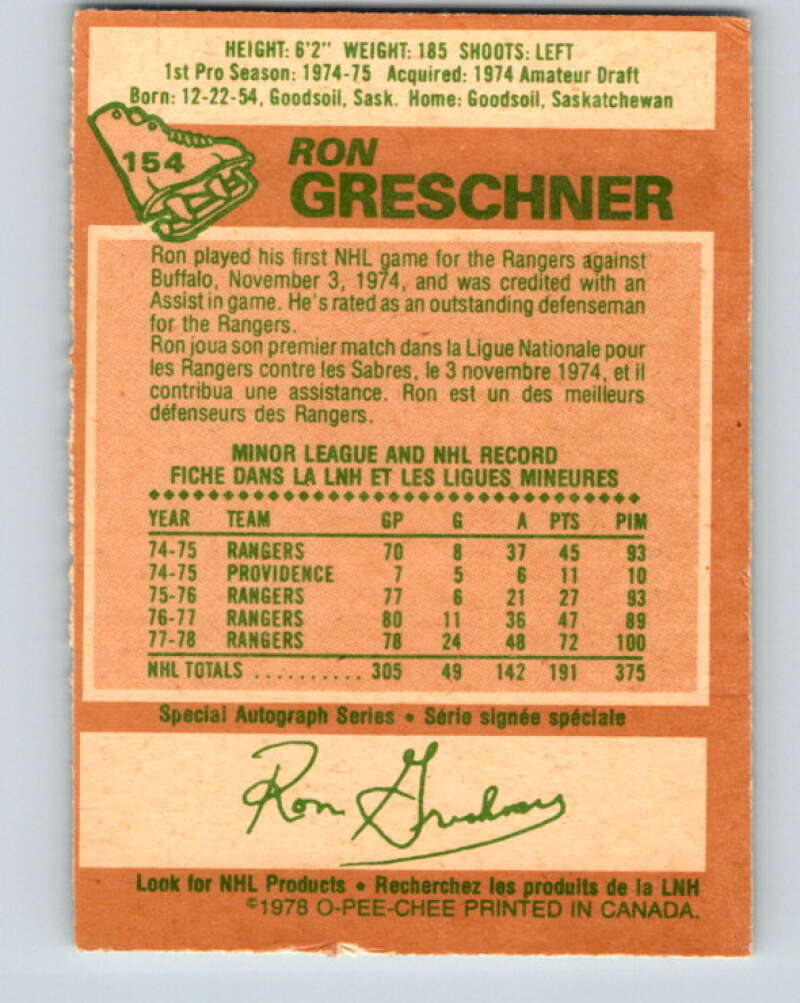 HEIGHT: 6'2" WEIGHT: 185 SHOOTS: LEFT
1st Pro Season: 1974-75 Acquired: 1974 Amateur Draft
Born: 12-22-54, Goodsoil, Sask. Home: Goodsoil, Saskatchewan
154
RON
GRESCHNER
Ron played his first NHL game for the Rangers against
Buffalo, November 3, 1974, and was credited with an
Assist in game. He's rated as an outstanding defenseman
for the Rangers.
Ron joua son premier match dans la Ligue Nationale pour
les Rangers contre les Sabres, le 3 novembre 1974, et il
contribua une assistance. Ron est un des meilleurs
défenseurs des Rangers.
MINOR LEAGUE AND NHL RECORD
FICHE DANS LA LNH ET LES LIGUES MINEURES
YEAR TEAM GP G A PTS PIM
74-75 RANGERS 70 8 37 45 93
74-75 PROVIDENCE 7 5 6 11 10
75-76 RANGERS 77 6 21 27 93
76-77 RANGERS 80 11 36 47 89
77-78 RANGERS 78 24 48 72 100
NHL TOTALS .......... 305 49 142 191 375
Special Autograph Series • Série signée spéciale
Ron Greschner
Look for NHL Products • Recherchez les produits de la LNH
©1978 O-PEE-CHEE PRINTED IN CANADA.